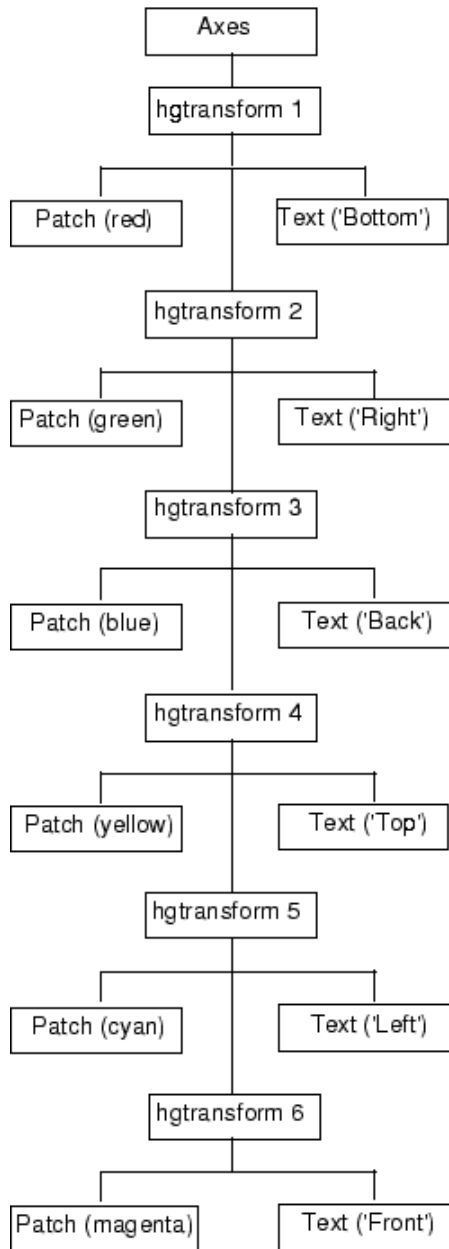 Axes
hgtransform 1
Patch (red)
Text ('Bottom')
hgtransform 2
Patch (green)
Text ('Right')
hgtransform 3
Patch (blue)
Text ('Back')
hgtransform 4
Patch (yellow)
Text ('Top')
hgtransform 5
Patch (cyan)
Text ('Left')
hgtransform 6
Patch (magenta)
Text ('Front')